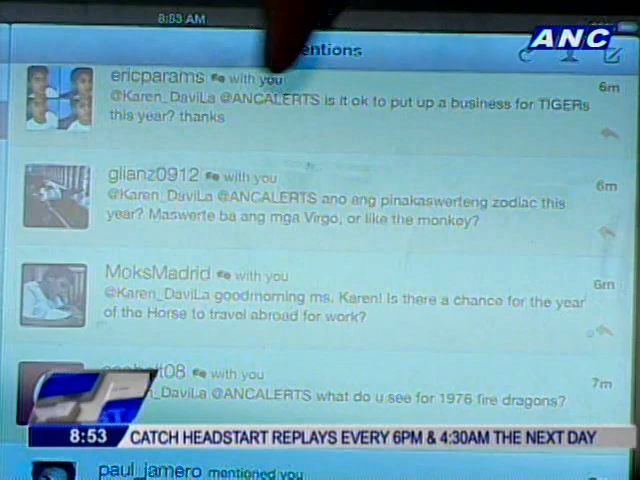 8:53 AM
entions
ANC
ericparams with you
6m
@Karen_DaviLa @ANCALERTS is it ok to put up a business for TIGERs
this year? thanks
glianz0912 with you
6m
@Karen_DaviLa @ANCALERTS ano ang pinakaswerteng zodiac this
year? Maswerte ba ang mga Virgo, or like the monkey?
MoksMadrid with you
6m
@Karen_DaviLa goodmorning ms. Karen! Is there a chance for the year
of the Horse to travel abroad for work?
t08 with you
7m
n_DaviLa @ANCALERTS what do u see for 1976 fire dragons?
8:53 CATCH HEADSTART REPLAYS EVERY 6PM & 4:30AM THE NEXT DAY
paul_jamero mentioned you